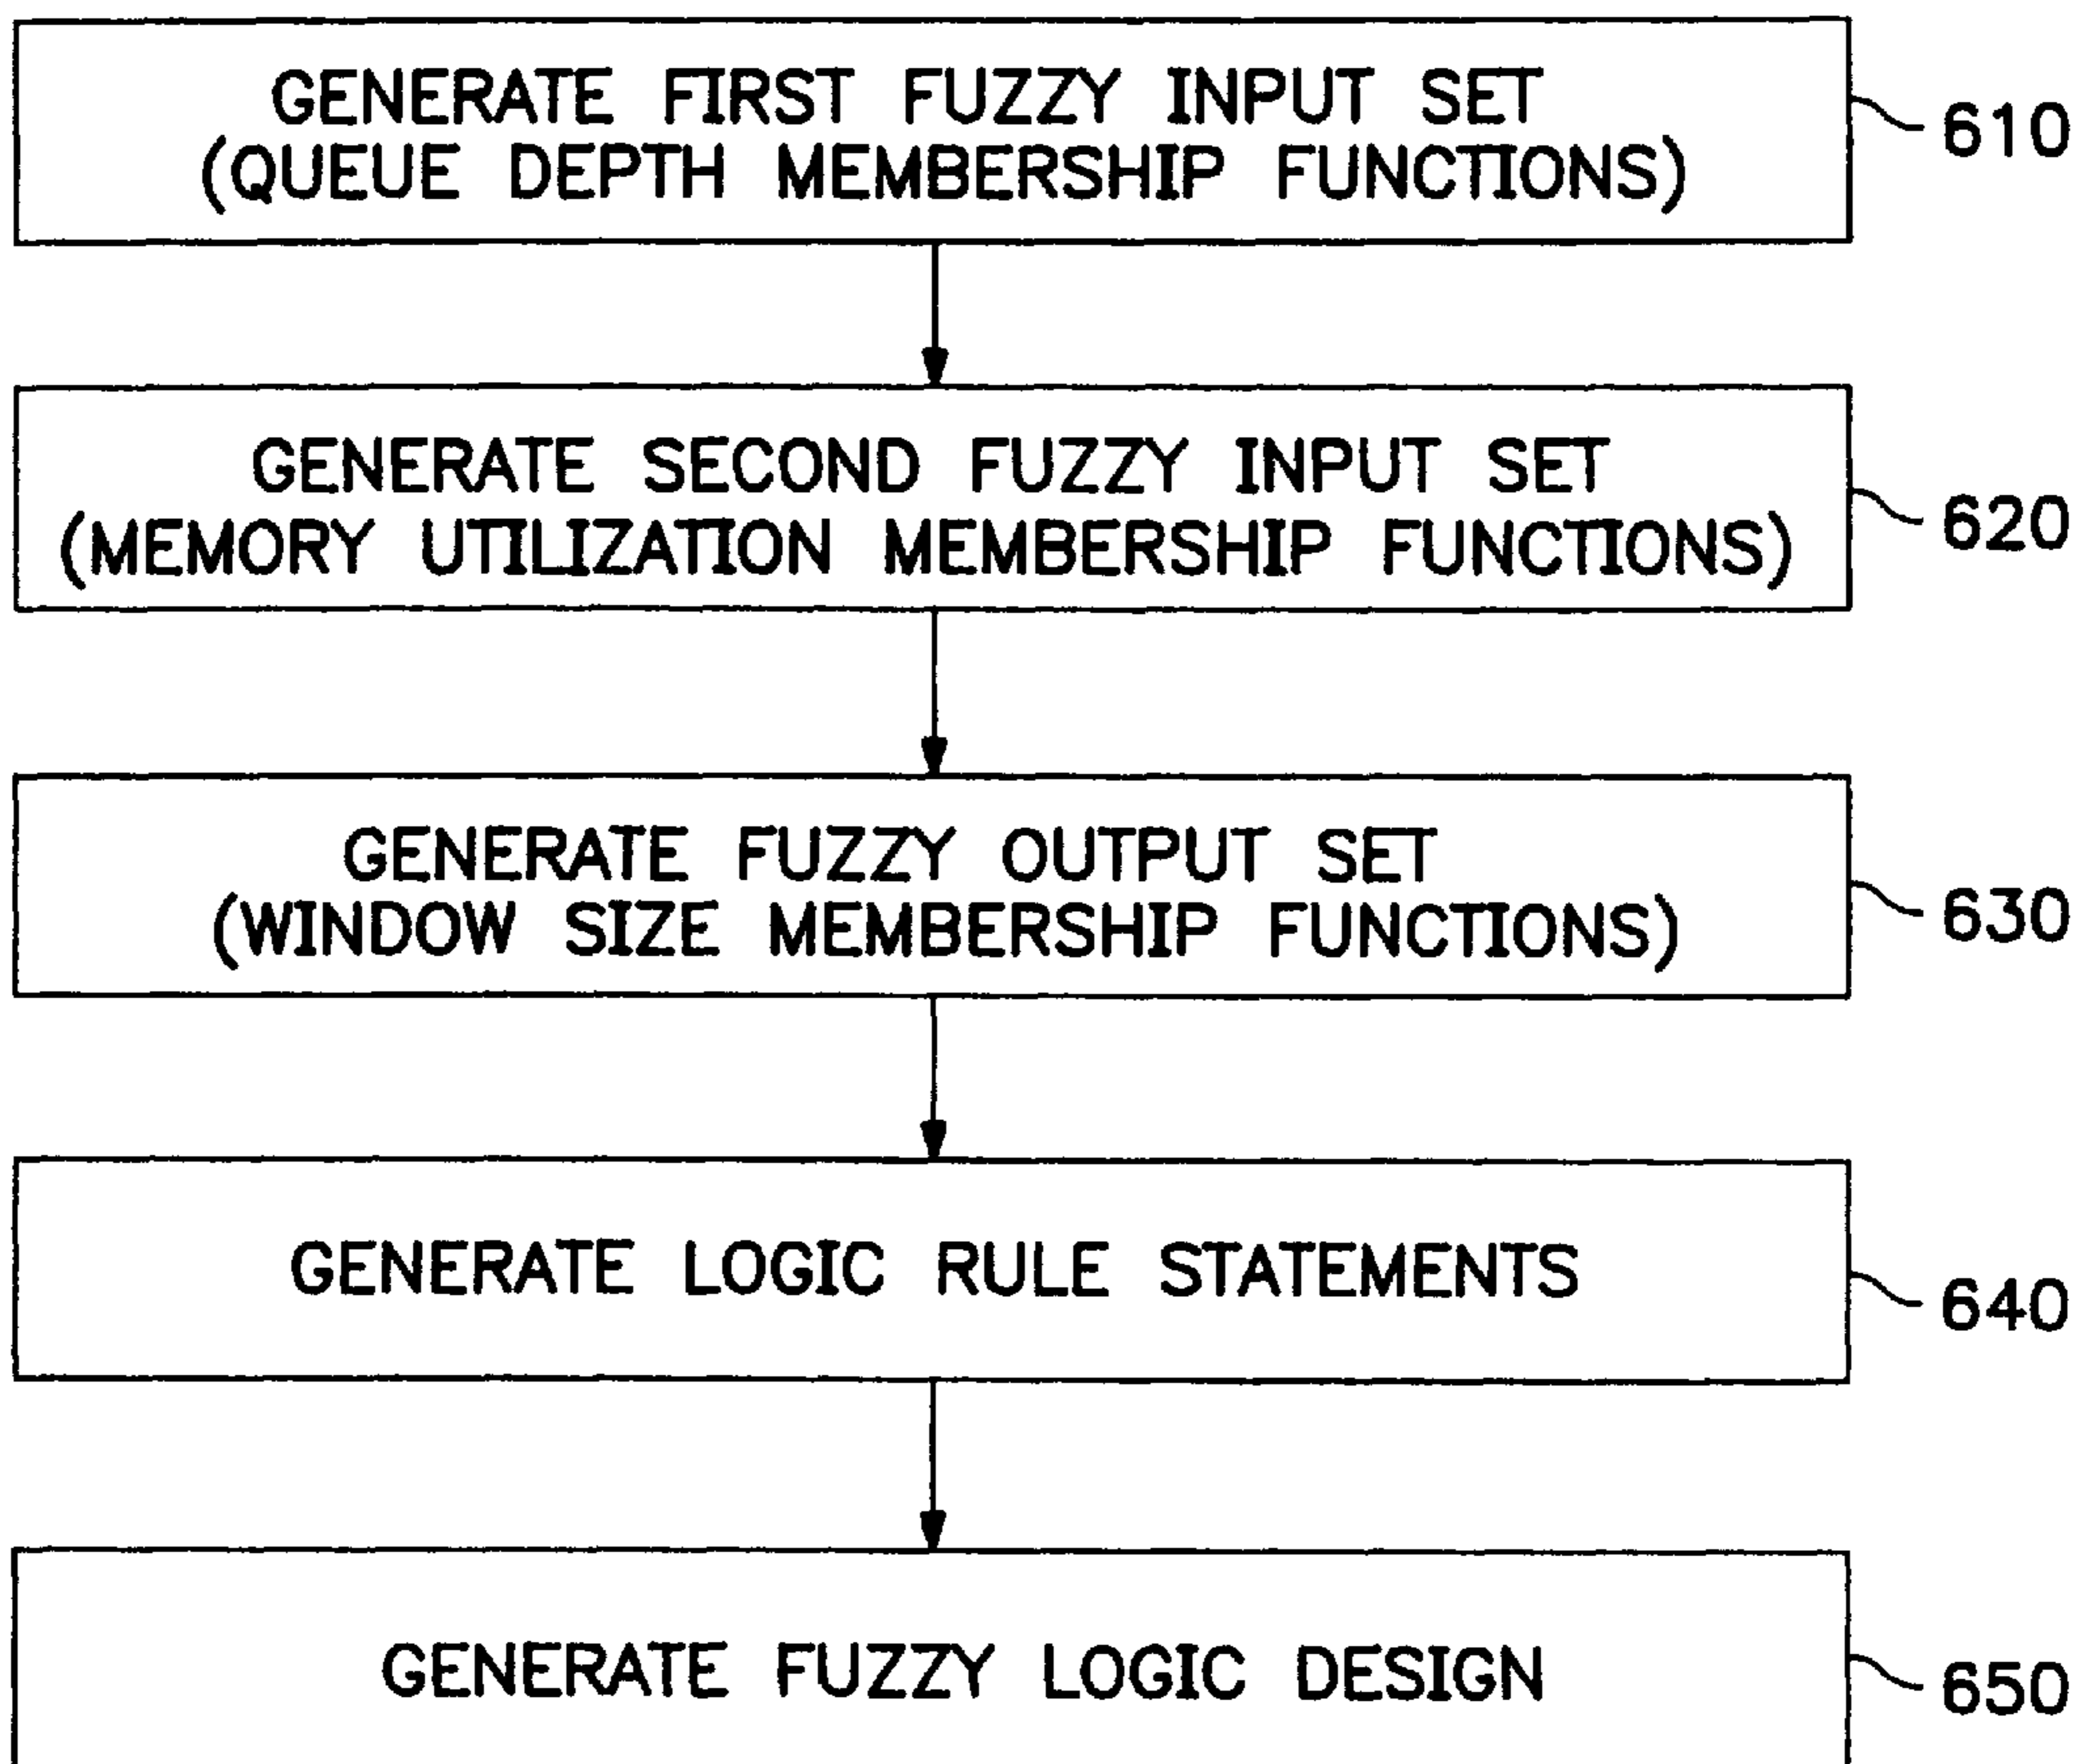 GENERATE FIRST FUZZY INPUT SET
(QUEUE DEPTH MEMBERSHIP FUNCTIONS)
610
GENERATE SECOND FUZZY INPUT SET
(MEMORY UTILIZATION MEMBERSHIP FUNCTIONS)
620
GENERATE FUZZY OUTPUT SET
(WINDOW SIZE MEMBERSHIP FUNCTIONS)
630
GENERATE LOGIC RULE STATEMENTS
640
GENERATE FUZZY LOGIC DESIGN
650